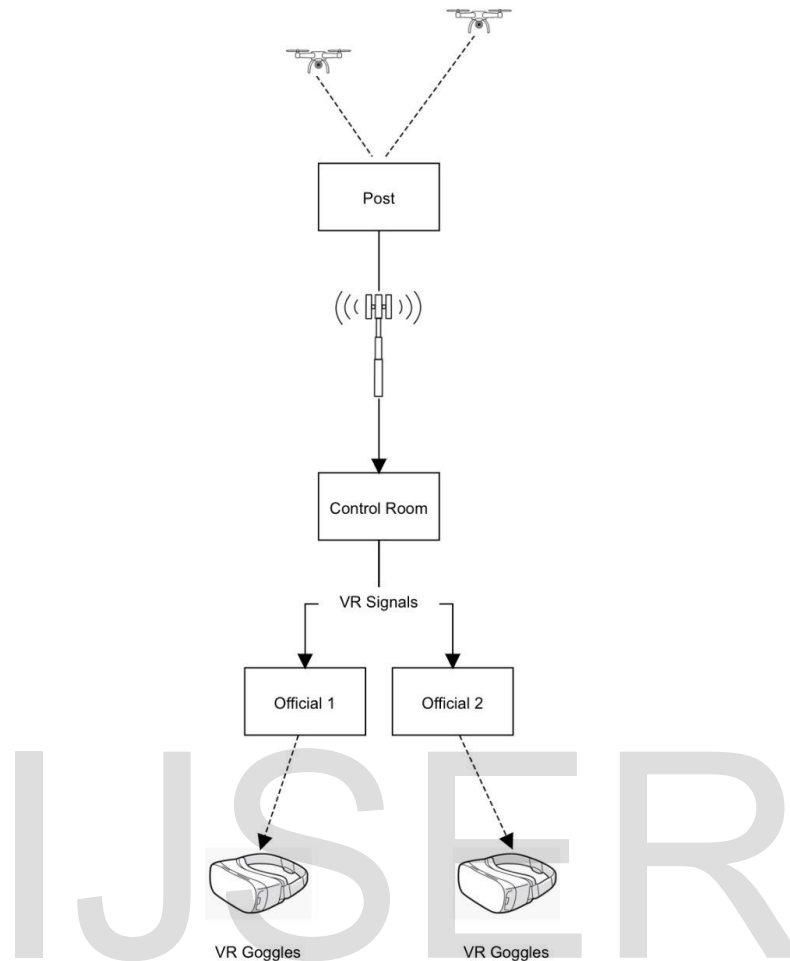 Post
Control Room
VR Signals
Official 1
Official 2
IJSER
VR Goggles
VR Goggles